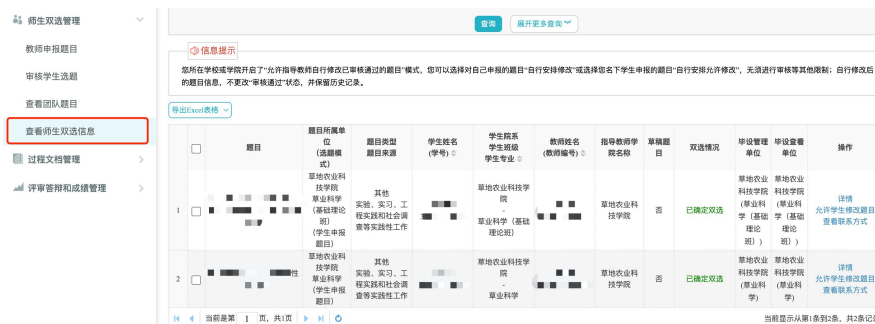 师生双选管理
教师申报题目
审核学生选题
查看团队题目
查看师生双选信息
过程文档管理
评审答辩和成绩管理
查询 展开更多查询
信息提示
您所在学校或学院开启了“允许指导教师自行修改已审核通过的题目”模式，您可以选择对自己申报的题目“自行安排修改”或选择您名下学生申报的题目“自行安排允许修改”，无须进行审核等其他限制；自行修改后
的题目信息，不更改“审核通过”状态，并保留历史记录。
导出Excel表格
题目
题目所属单
位
(选题模
式)
题目类型
题目来源
学生姓名
(学号)
学生院系
学生班级
学生专业
教师姓名
(教师编号)
指导教师学
院名称
草稿题
目
双选情况
毕设管理
单位
毕设查看
单位
操作
1
草地农业科
技学院
草业科学
（基础理论
班)
(学生申报
题目)
其他
实验、实习、工
程实践和社会调
查等实践性工作
草地农业科技学
院
-
草业科学（基础
理论班）
草地农业科
技学院
否
已确定双选
草地农业
科技学院
(草业科
学（基础
理论
班））
草地农业
科技学院
(草业科
学（基础
理论
班））
详情
允许学生修改题目
查看联系方式
2
性
草地农业科
技学院
草业科学
(学生申报
题目)
其他
实验、实习、工
程实践和社会调
查等实践性工作
草地农业科技学
院
-
草业科学
草地农业科
技学院
否
已确定双选
草地农业
科技学院
(草业科
学)
草地农业
科技学院
(草业科
学)
详情
允许学生修改题目
查看联系方式
当前是第 1 页，共1页
当前显示从第1条到2条，共2条记